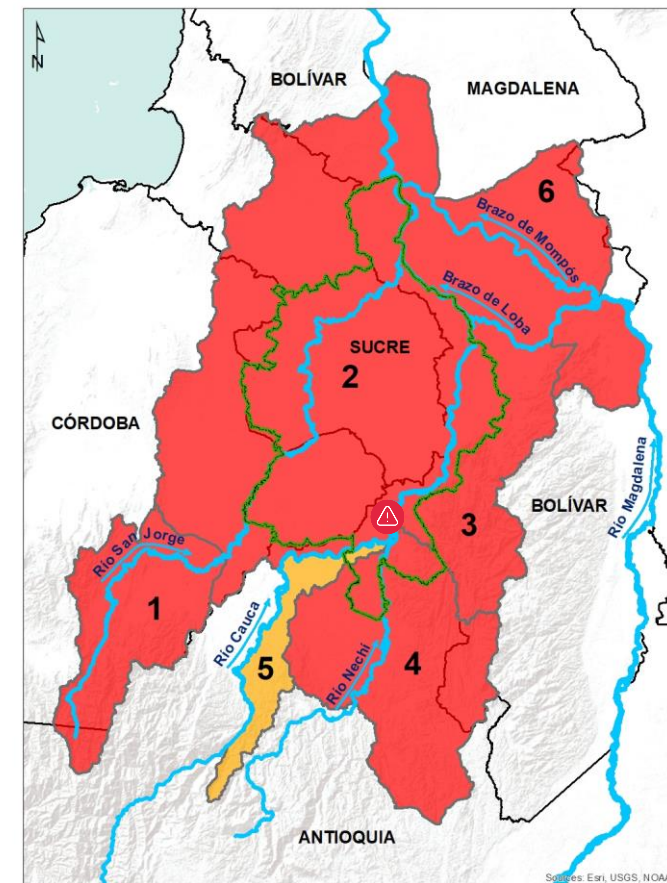 N
BOLÍVAR
MAGDALENA
6
Brazo de Mompós
Brazo de Loba
SUCRE
2
CÓRDOBA
BOLÍVAR
Río Magdalena
3
Río San Jorge
1
Río Cauca
5
Río Nechí
4
ANTIOQUIA
Sources: Esri, USGS, NOAA